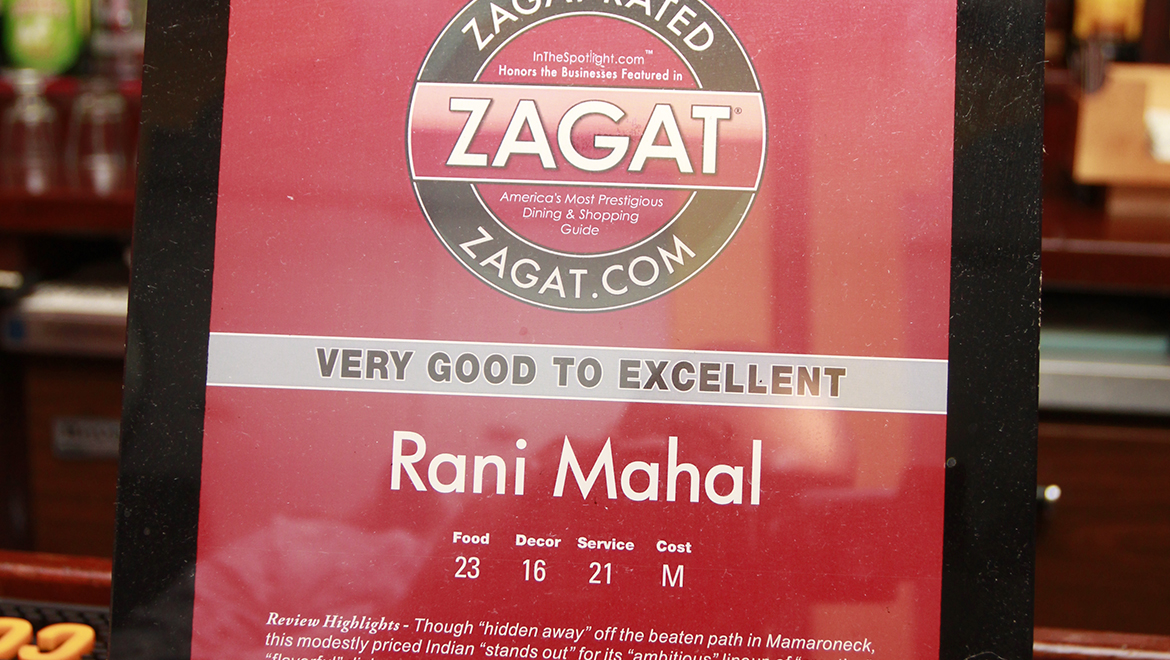 ZAGAT RATED
InTheSpotlight.com™
Honors the Businesses Featured in
ZAGAT®
America's Most Prestigious
Dining & Shopping
Guide
ZAGAT.COM
VERY GOOD TO EXCELLENT
Rani Mahal
Food Decor Service Cost
23 16 21 M
Review Highlights - Though "hidden away" off the beaten path in Mamaroneck,
this modestly priced Indian "stands out" for its "ambitious" lineup of